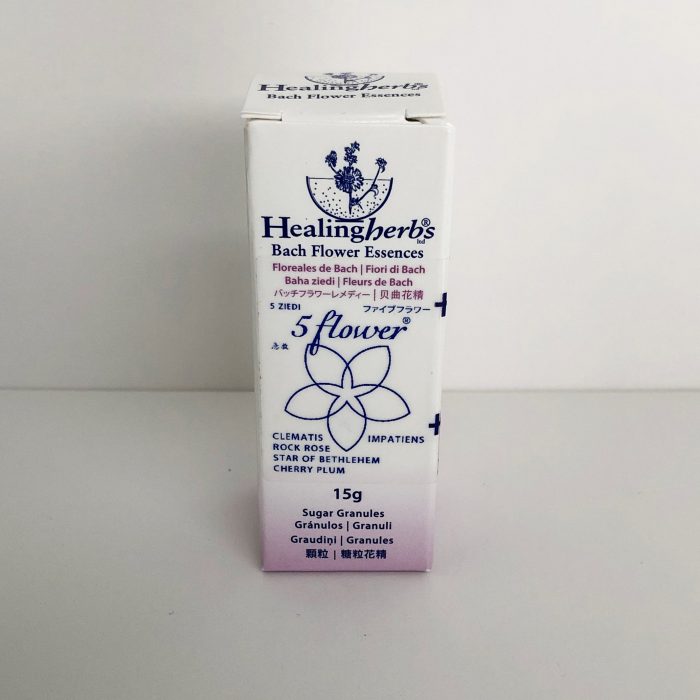 Healingherbs
Bach Flower Essences
Healingherbs®
ltd
Bach Flower Essences
Floreales de Bach | Fiori di Bach
Baha ziedi | Fleurs de Bach
バッチフラワーレメディー | 贝曲花精
5 ZIEDI
ファイブフラワー
5 flower®
急救
CLEMATIS
IMPATIENS
ROCK ROSE
STAR OF BETHLEHEM
CHERRY PLUM
15g
Sugar Granules
Gránulos | Granuli
Graudiņi | Granules
顆粒 | 糖粒花精